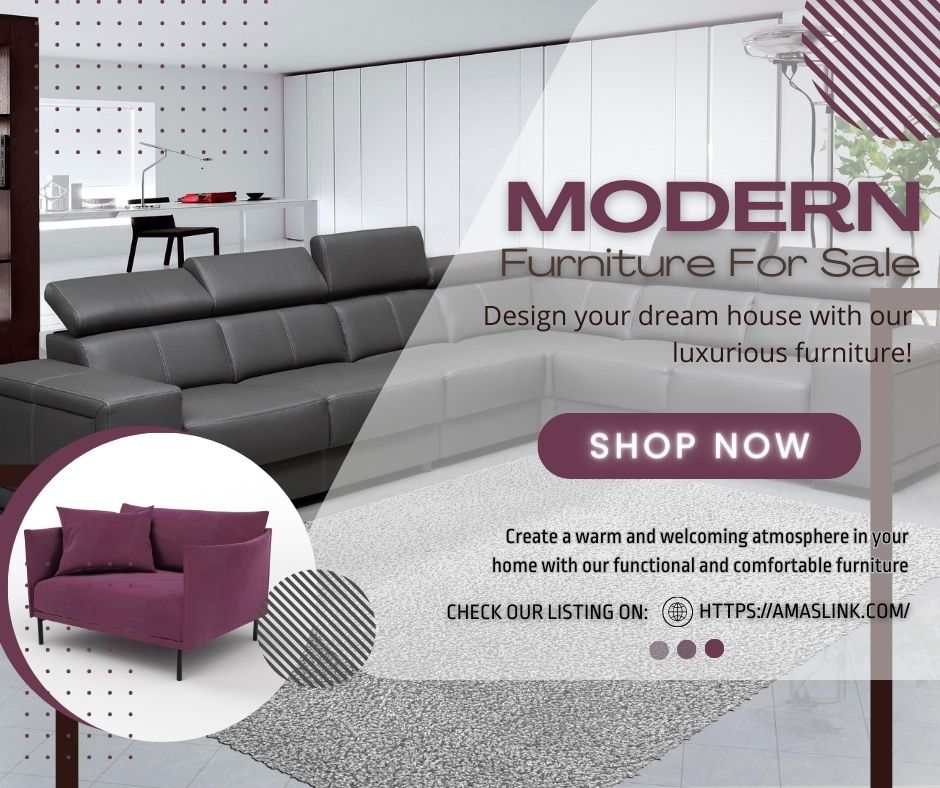 MODERN
Furniture For Sale
Design your dream house with our
luxurious furniture!
SHOP NOW
Create a warm and welcoming atmosphere in your
home with our functional and comfortable furniture
CHECK OUR LISTING ON: HTTPS://AMASLINK.COM/